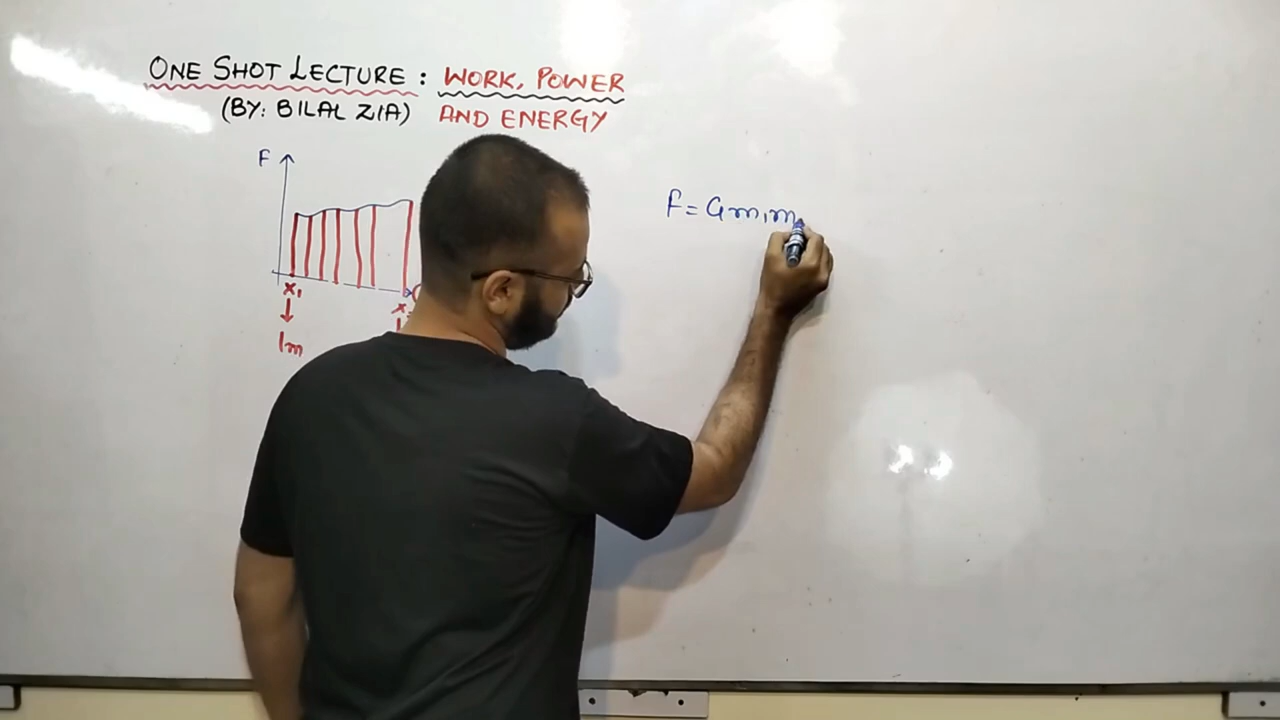 ONE SHOT LECTURE : WORK, POWER
(BY: BILAL ZIA) AND ENERGY
F
F = Gm₁m
x₁
x
1m